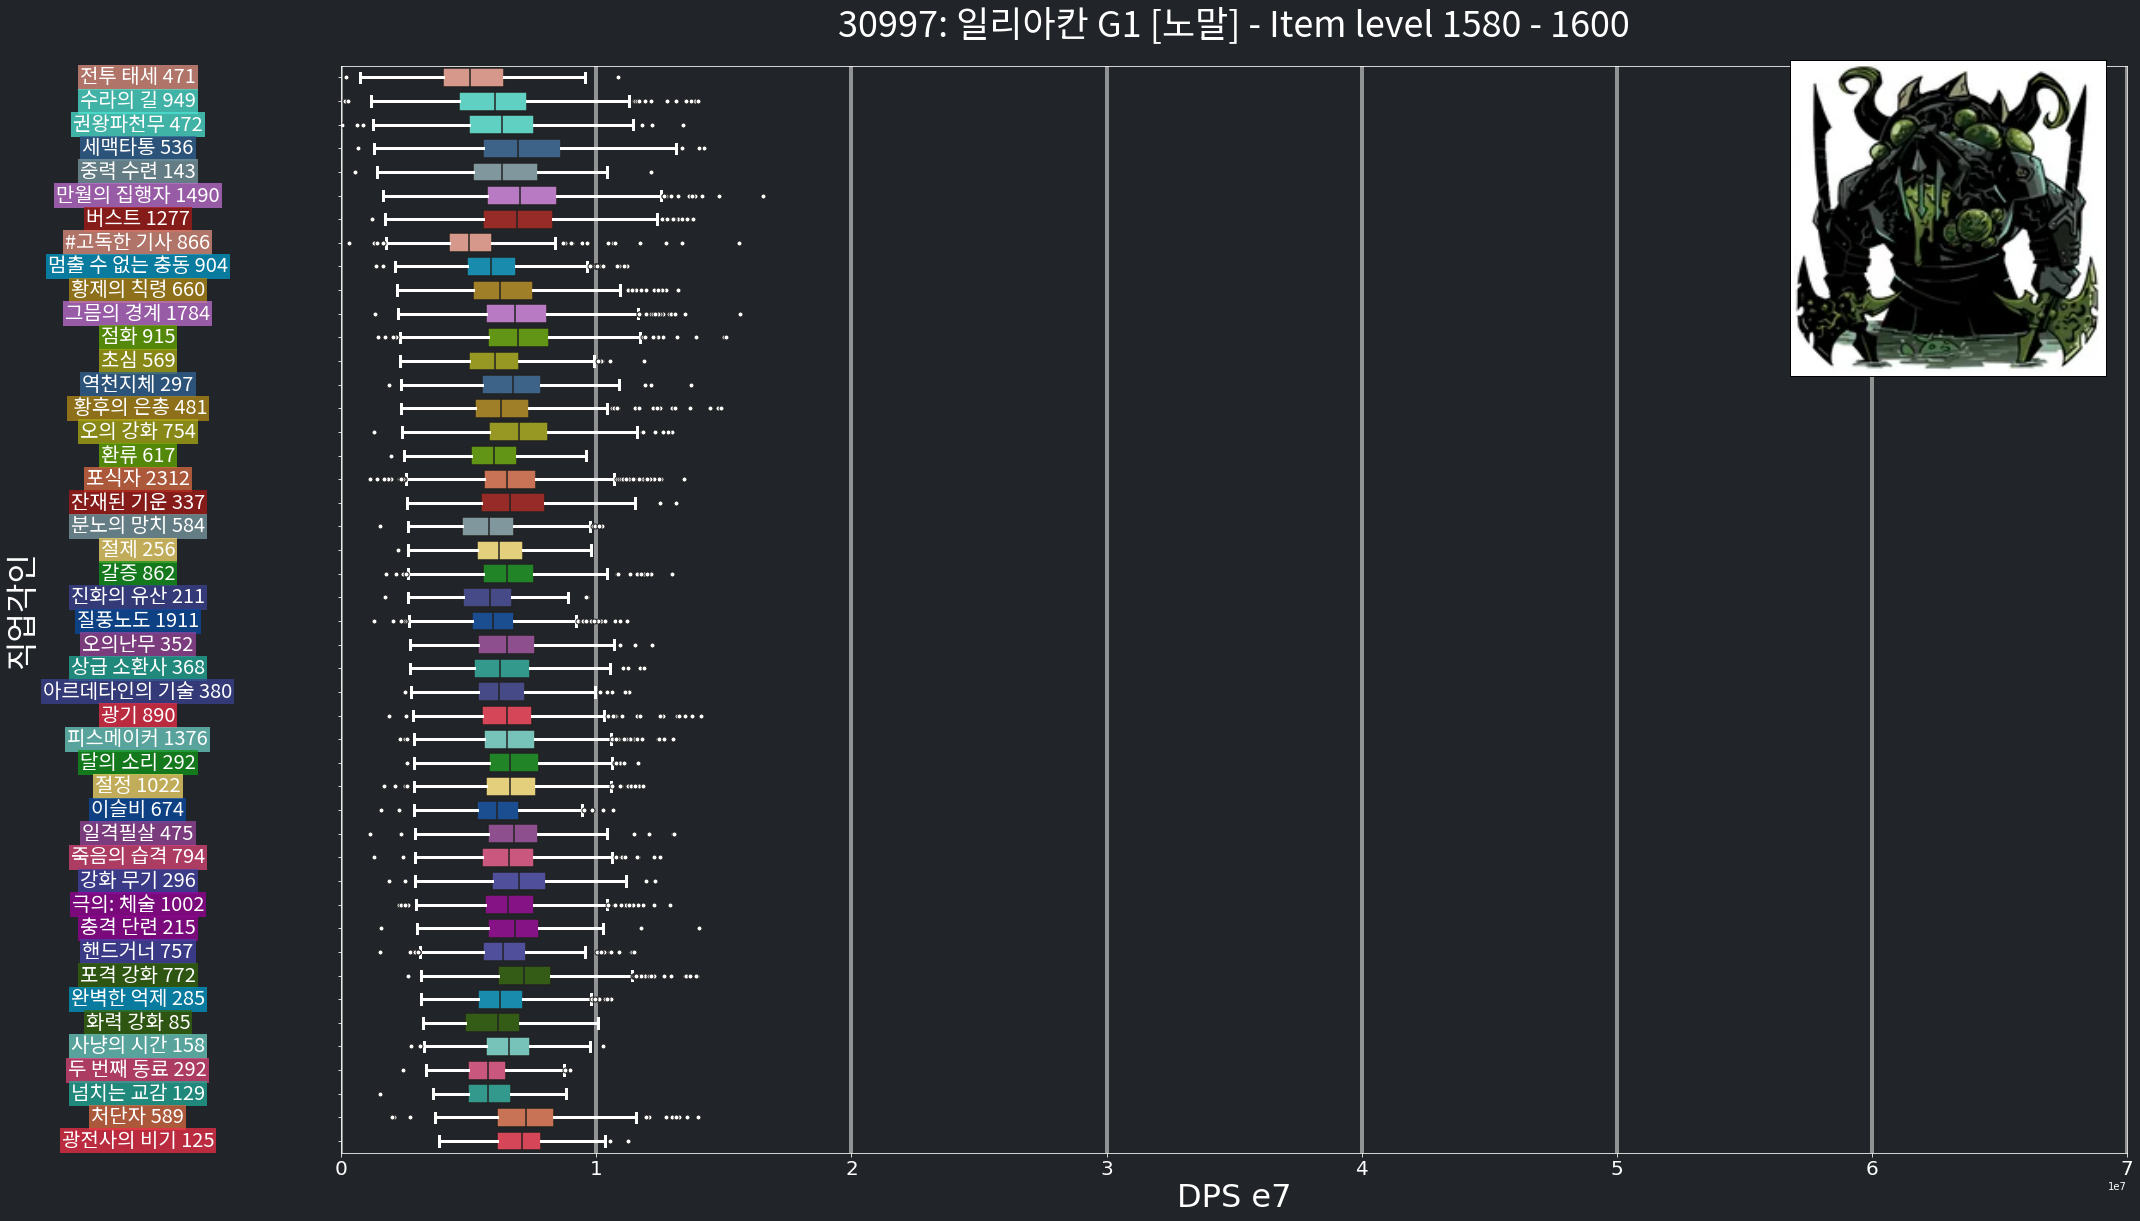 30997: 일리아칸 G1 [노말] - Item level 1580 - 1600
직업각인
전투 태세 471
수라의 길 949
권왕파천무 472
세맥타통 536
중력 수련 143
만월의 집행자 1490
버스트 1277
#고독한 기사 866
멈출 수 없는 충동 904
황제의 칙령 660
그믐의 경계 1784
점화 915
초심 569
역천지체 297
황후의 은총 481
오의 강화 754
환류 617
포식자 2312
잔재된 기운 337
분노의 망치 584
절제 256
갈증 862
진화의 유산 211
질풍노도 1911
오의난무 352
상급 소환사 368
아르데타인의 기술 380
광기 890
피스메이커 1376
달의 소리 292
절정 1022
이슬비 674
일격필살 475
죽음의 습격 794
강화 무기 296
극의: 체술 1002
충격 단련 215
핸드거너 757
포격 강화 772
완벽한 억제 285
화력 강화 85
사냥의 시간 158
두 번째 동료 292
넘치는 교감 129
처단자 589
광전사의 비기 125
0 1 2 3 4 5 6 7
1e7
DPS e7